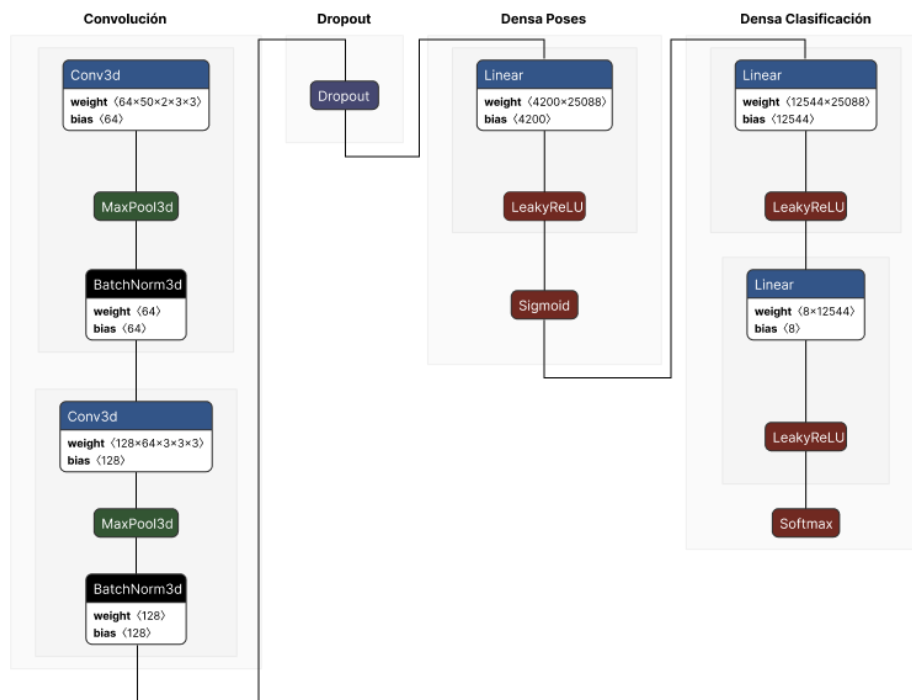 Convolución
Conv3d
weight ⟨64×50×2×3×3⟩
bias ⟨64⟩
MaxPool3d
BatchNorm3d
weight ⟨64⟩
bias ⟨64⟩
Conv3d
weight ⟨128×64×3×3×3⟩
bias ⟨128⟩
MaxPool3d
BatchNorm3d
weight ⟨128⟩
bias ⟨128⟩
Dropout
Dropout
Densa Poses
Linear
weight ⟨4200×25088⟩
bias ⟨4200⟩
LeakyReLU
Sigmoid
Densa Clasificación
Linear
weight ⟨12544×25088⟩
bias ⟨12544⟩
LeakyReLU
Linear
weight ⟨8×12544⟩
bias ⟨8⟩
LeakyReLU
Softmax